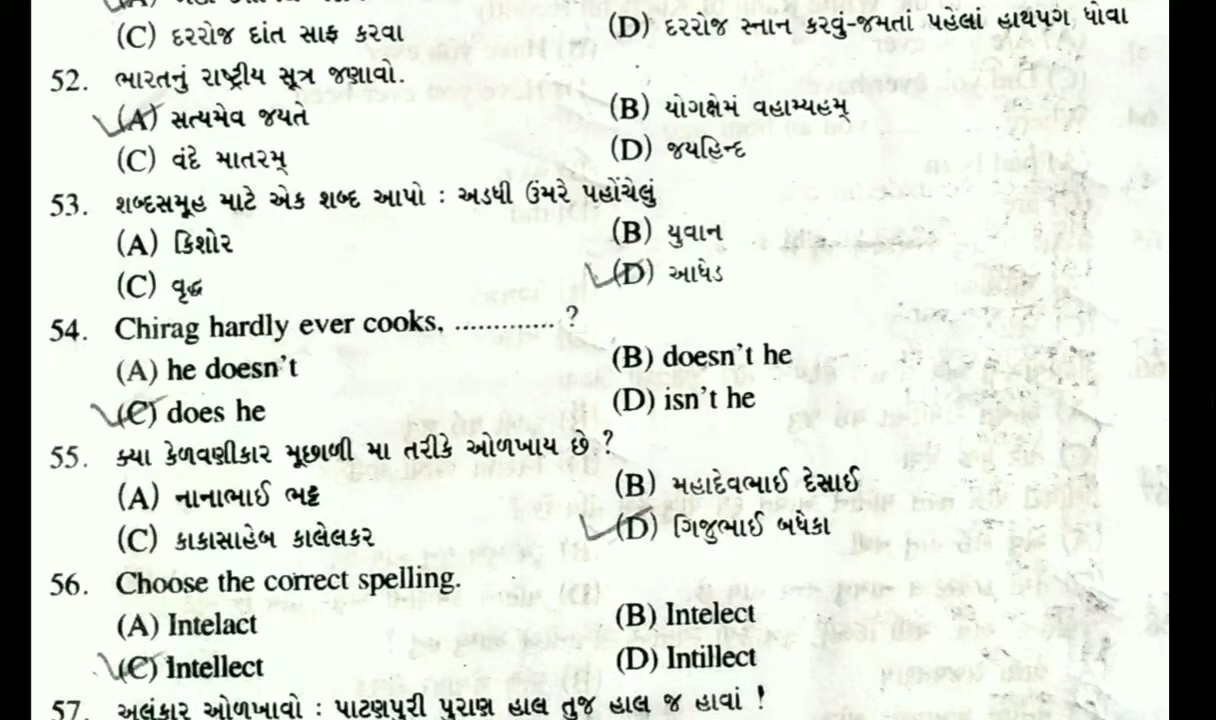 (C) દરરોજ દાંત સાફ કરવા
(D) દરરોજ સ્નાન કરવું-જમતાં પહેલાં હાથપગ ધોવા
52. ભારતનું રાષ્ટ્રીય સૂત્ર જણાવો.
(A) સત્યમેવ જયતે
(B) યોગક્ષેમં વહામ્યહમ્
(C) વંદે માતરમ્
(D) જયહિન્દ
53. શબ્દસમૂહ માટે એક શબ્દ આપો : અડધી ઉંમરે પહોંચેલું
(A) કિશોર
(B) યુવાન
(C) વૃદ્ધ
(D) આધેડ
54. Chirag hardly ever cooks, ............. ?
(A) he doesn't
(B) doesn't he
(C) does he
(D) isn't he
55. ક્યા કેળવણીકાર મૂછાળી મા તરીકે ઓળખાય છે ?
(A) નાનાભાઈ ભટ્ટ
(B) મહાદેવભાઈ દેસાઈ
(C) કાકાસાહેબ કાલેલકર
(D) ગિજુભાઈ બધેકા
56. Choose the correct spelling.
(A) Intelact
(B) Intelect
(C) Intellect
(D) Intillect
57. અલંકાર ઓળખાવો : પાટણપુરી પુરાણ હાલ તુજ હાલ જ હાવાં !